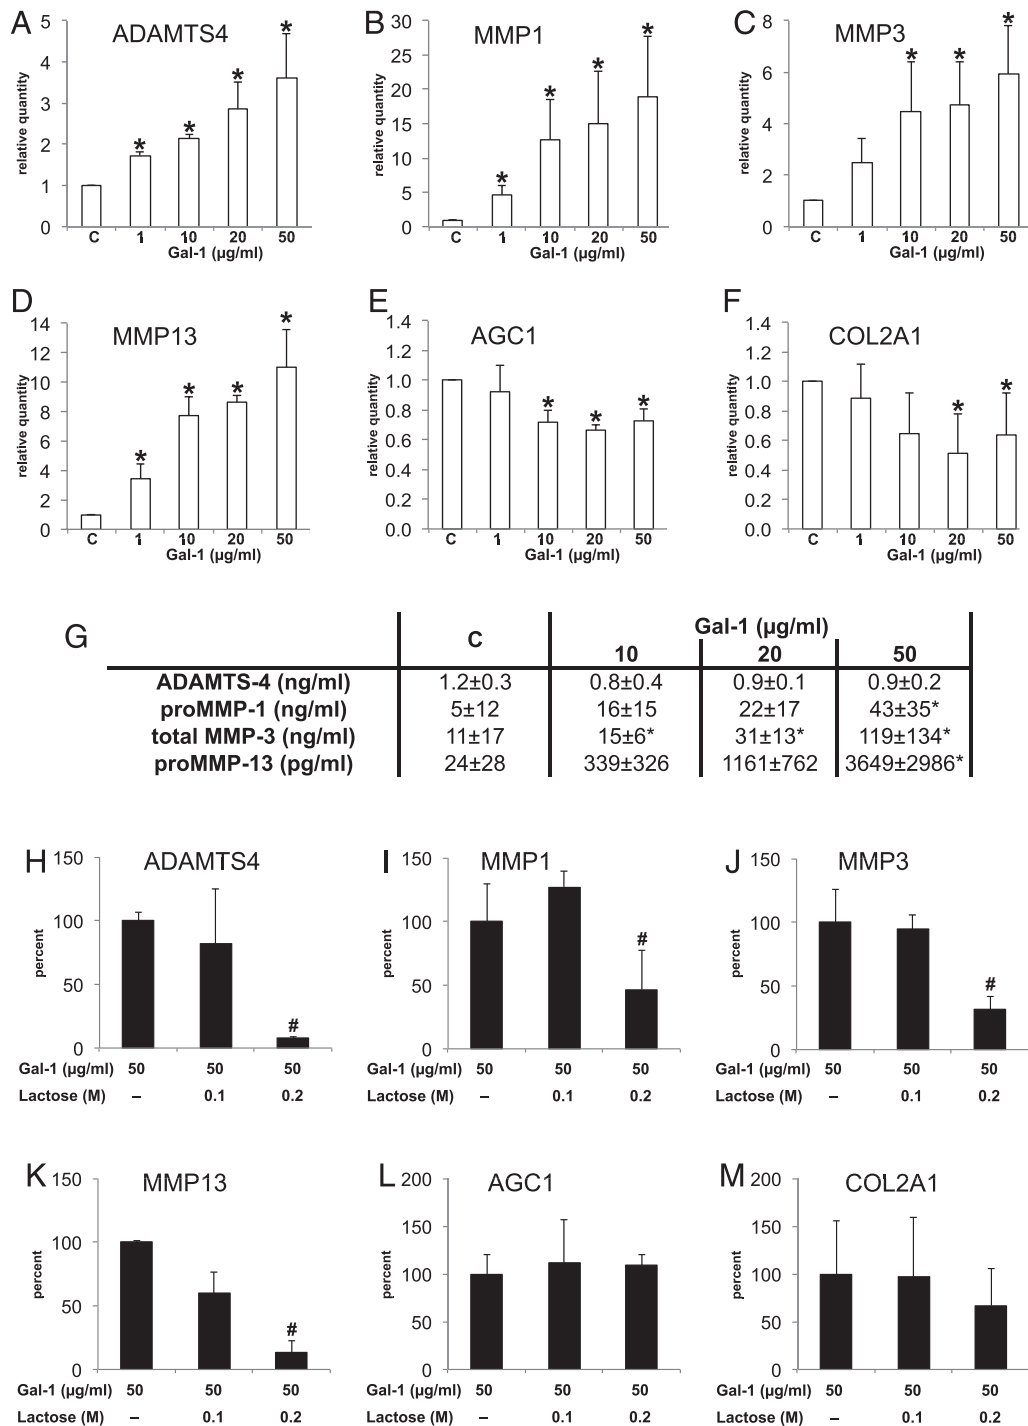 A ADAMTS4
relative quantity
6
5
4
3
2
1
0
C 1 10 20 50
Gal-1 (µg/ml)
* * * *
B MMP1
relative quantity
30
25
20
15
10
5
0
C 1 10 20 50
Gal-1 (µg/ml)
* * * *
C MMP3
relative quantity
8
6
4
2
0
C 1 10 20 50
Gal-1 (µg/ml)
* * *
D MMP13
relative quantity
14
12
10
8
6
4
2
0
C 1 10 20 50
Gal-1 (µg/ml)
* * * *
E AGC1
relative quantity
1.4
1.2
1.0
0.8
0.6
0.4
0.2
0.0
C 1 10 20 50
Gal-1 (µg/ml)
* * *
F COL2A1
relative quantity
1.4
1.2
1.0
0.8
0.6
0.4
0.2
0.0
C 1 10 20 50
Gal-1 (µg/ml)
* *
G
C Gal-1 (µg/ml)
10 20 50
ADAMTS-4 (ng/ml) 1.2±0.3 0.8±0.4 0.9±0.1 0.9±0.2
proMMP-1 (ng/ml) 5±12 16±15 22±17 43±35*
total MMP-3 (ng/ml) 11±17 15±6* 31±13* 119±134*
proMMP-13 (pg/ml) 24±28 339±326 1161±762 3649±2986*
H ADAMTS4
percent
150
100
50
0
#
Gal-1 (µg/ml) 50 50 50
Lactose (M) – 0.1 0.2
I MMP1
percent
150
100
50
0
#
Gal-1 (µg/ml) 50 50 50
Lactose (M) – 0.1 0.2
J MMP3
percent
150
100
50
0
#
Gal-1 (µg/ml) 50 50 50
Lactose (M) – 0.1 0.2
K MMP13
percent
150
100
50
0
#
Gal-1 (µg/ml) 50 50 50
Lactose (M) – 0.1 0.2
L AGC1
percent
200
150
100
50
0
Gal-1 (µg/ml) 50 50 50
Lactose (M) – 0.1 0.2
M COL2A1
percent
200
150
100
50
0
Gal-1 (µg/ml) 50 50 50
Lactose (M) – 0.1 0.2